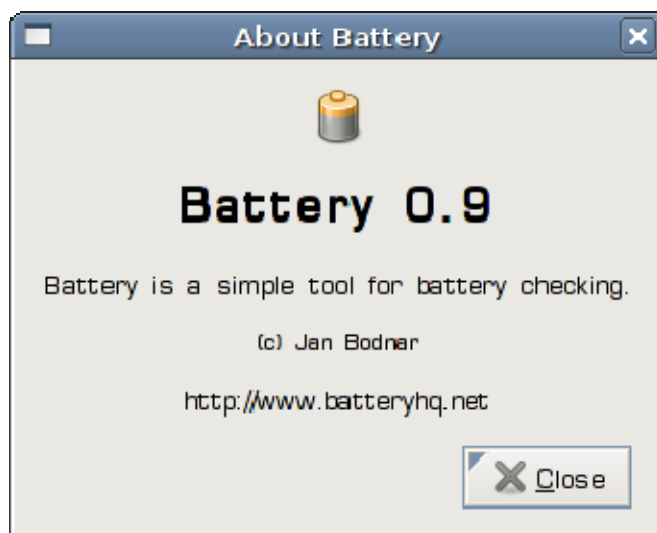 About Battery
Battery 0.9
Battery is a simple tool for battery checking.
(c) Jan Bodnar
http://www.batteryhq.net
Close